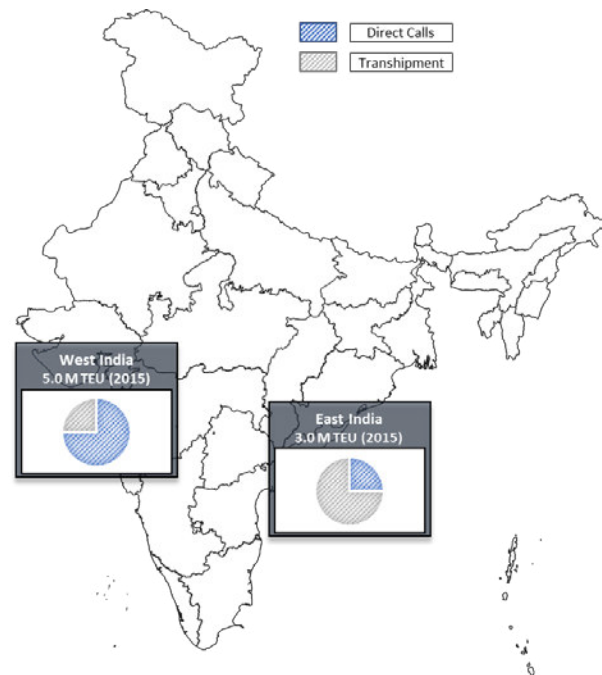 Direct Calls
Transhipment
West India
5.0 M TEU (2015)
East India
3.0 M TEU (2015)